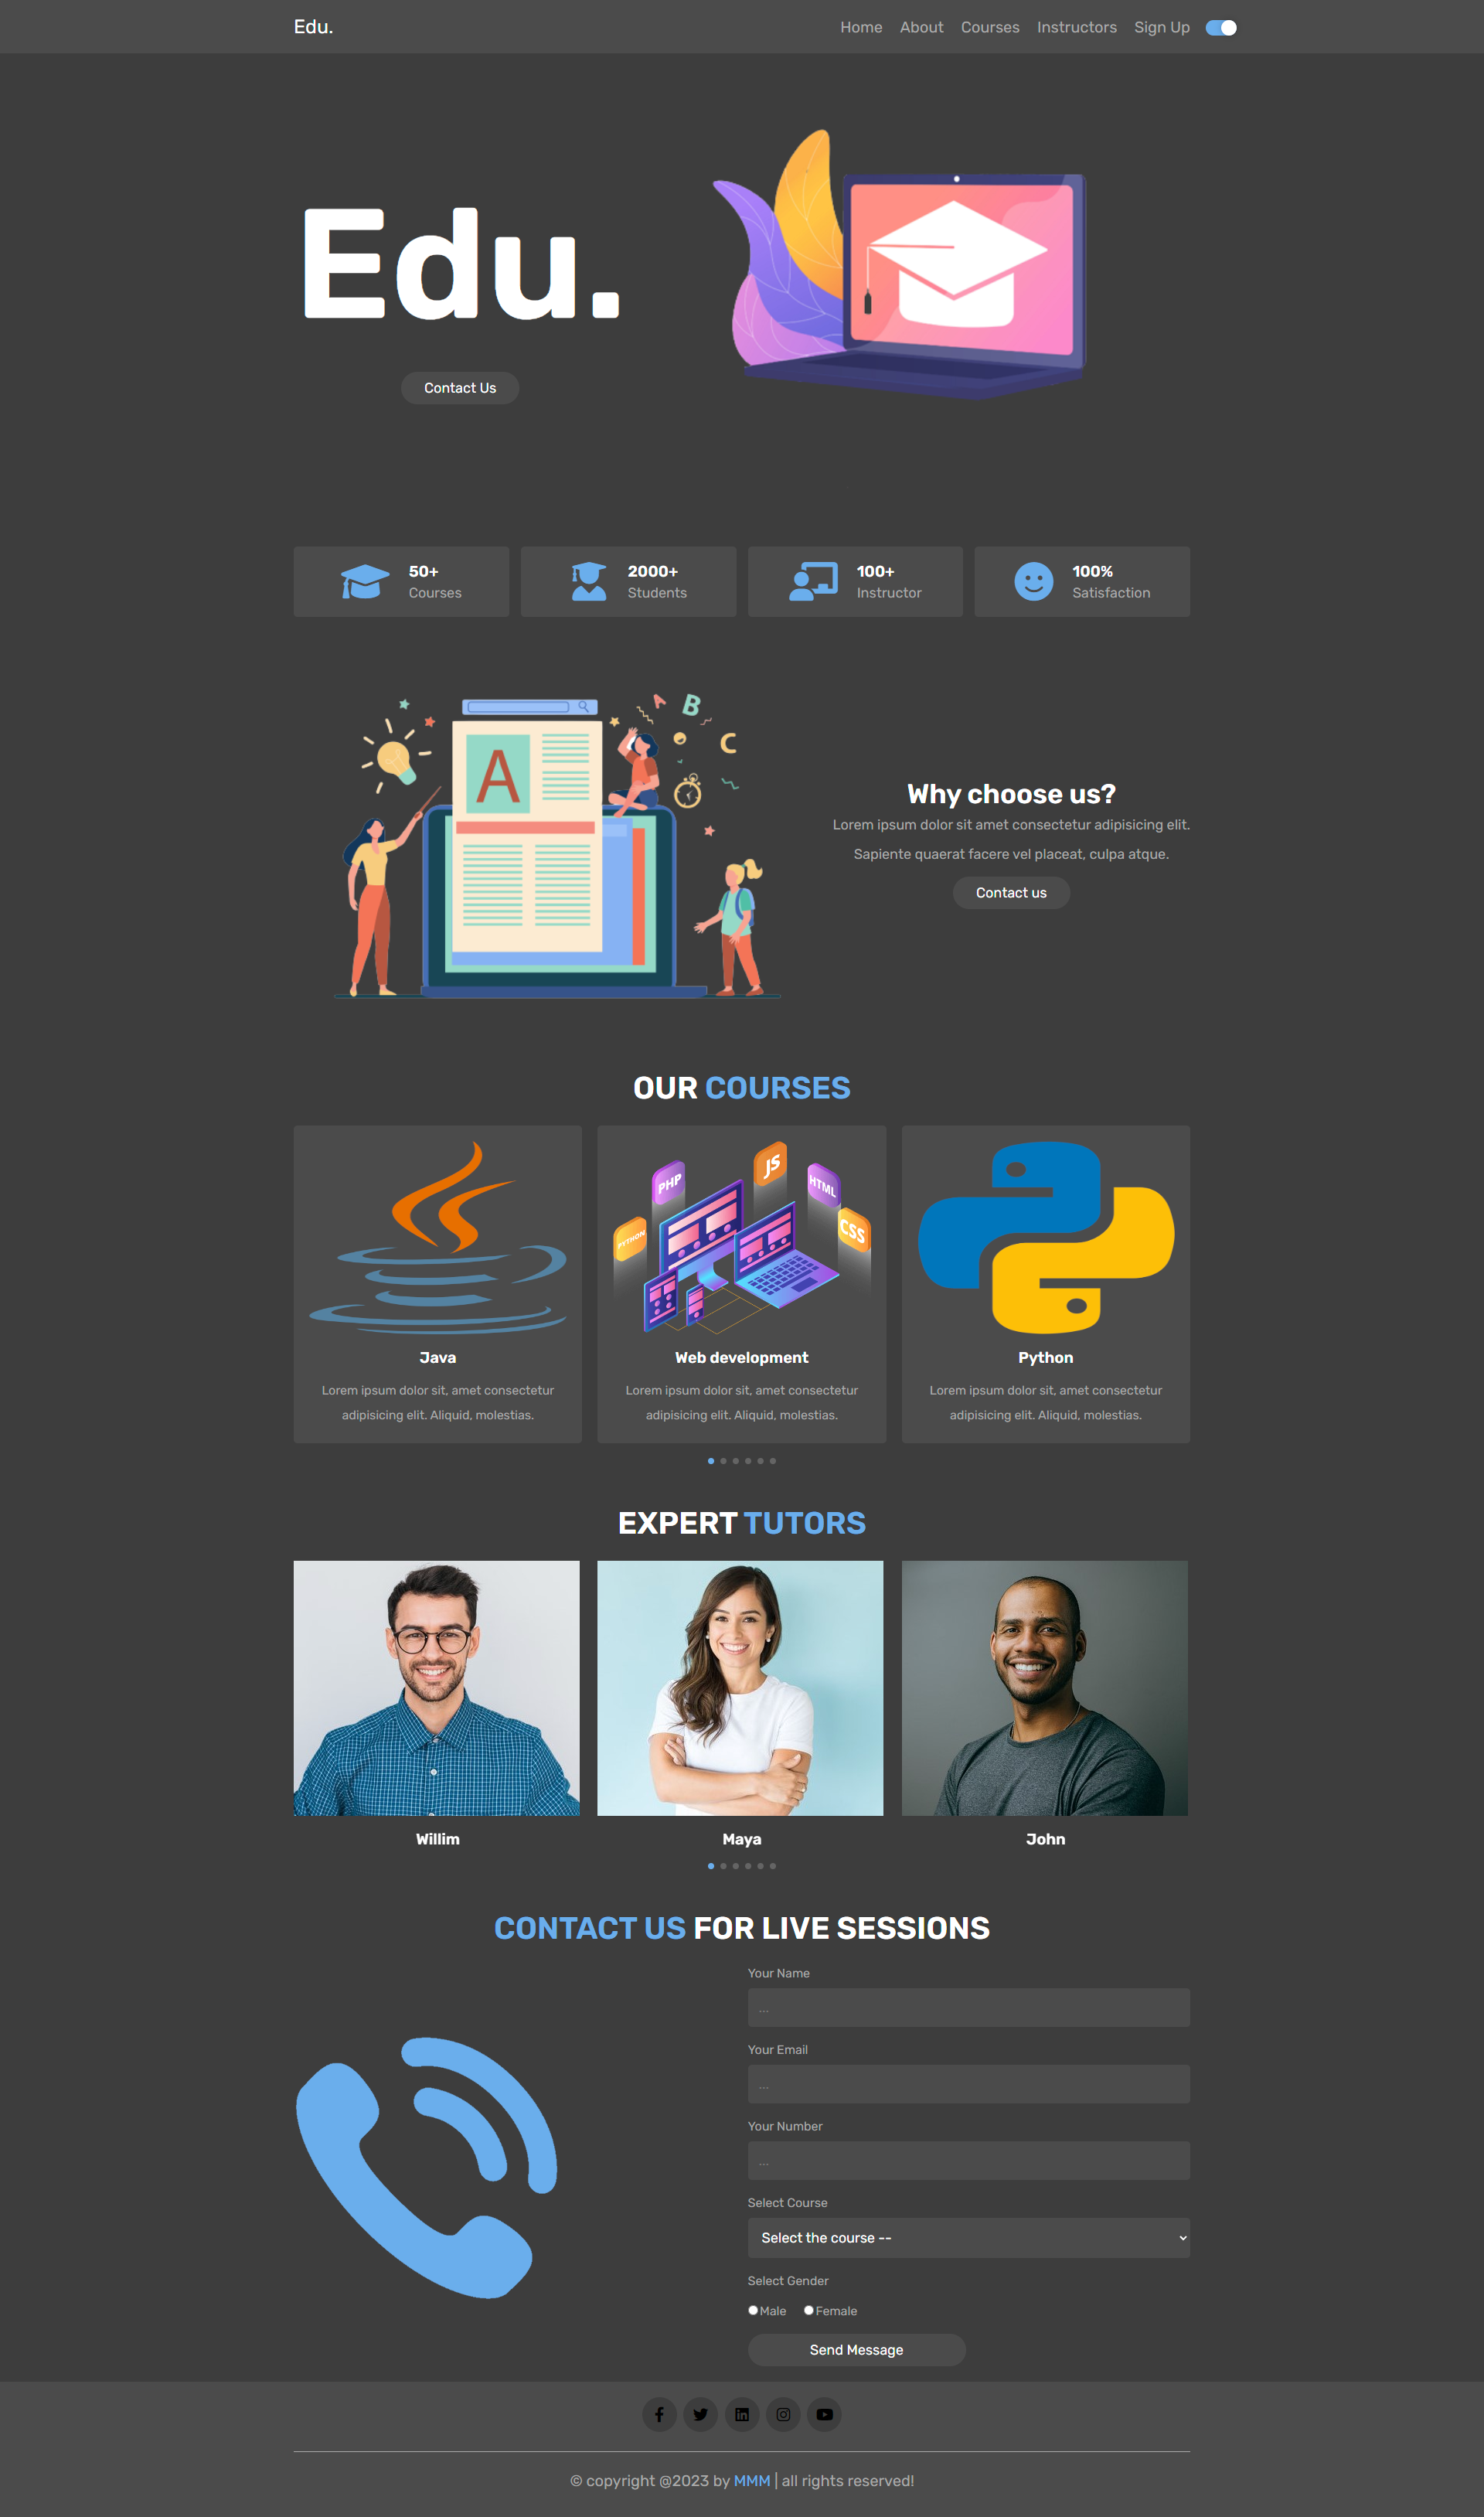 Edu.
Home About Courses Instructors Sign Up
Edu.
Contact Us
50+
Courses
2000+
Students
100+
Instructor
100%
Satisfaction
A
B
C
A
Why choose us?
Lorem ipsum dolor sit amet consectetur adipisicing elit.
Sapiente quaerat facere vel placeat, culpa atque.
Contact us
OUR COURSES
PHP
JS
HTML
PYTHON
CSS
Java
Lorem ipsum dolor sit, amet consectetur
adipisicing elit. Aliquid, molestias.
Web development
Lorem ipsum dolor sit, amet consectetur
adipisicing elit. Aliquid, molestias.
Python
Lorem ipsum dolor sit, amet consectetur
adipisicing elit. Aliquid, molestias.
EXPERT TUTORS
Willim
Maya
John
CONTACT US FOR LIVE SESSIONS
Your Name
...
Your Email
...
Your Number
...
Select Course
Select the course --
Select Gender
Male Female
Send Message
© copyright @2023 by MMM | all rights reserved!